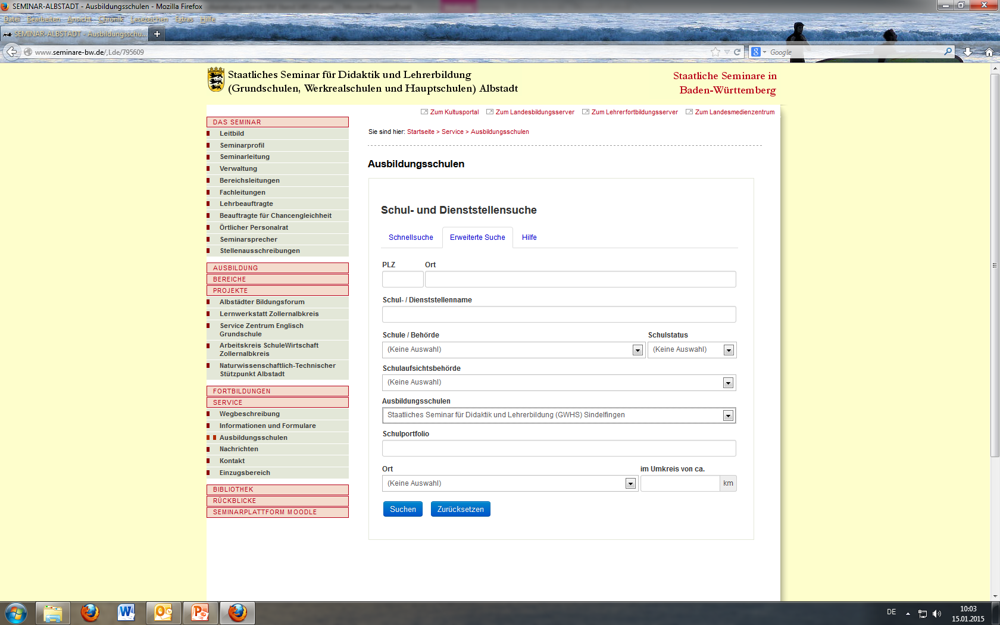 SEMINAR-ALBSTADT - Ausbildungsschulen - Mozilla Firefox
Datei Bearbeiten Ansicht Chronik Lesezeichen Extras Hilfe
SEMINAR-ALBSTADT - Ausbildungsschu...
www.seminare-bw.de/,Lde/795609
Google
Staatliches Seminar für Didaktik und Lehrerbildung
(Grundschulen, Werkrealschulen und Hauptschulen) Albstadt
Staatliche Seminare in
Baden-Württemberg
Zum Kultusportal Zum Landesbildungsserver Zum Lehrerfortbildungsserver Zum Landesmedienzentrum
DAS SEMINAR
Leitbild
Seminarprofil
Seminarleitung
Verwaltung
Bereichsleitungen
Fachleitungen
Lehrbeauftragte
Beauftragte für Chancengleichheit
Örtlicher Personalrat
Seminarsprecher
Stellenausschreibungen
AUSBILDUNG
BEREICHE
PROJEKTE
Albstädter Bildungsforum
Lernwerkstatt Zollernalbkreis
Service Zentrum Englisch
Grundschule
Arbeitskreis SchuleWirtschaft
Zollernalbkreis
Naturwissenschaftlich-Technischer
Stützpunkt Albstadt
FORTBILDUNGEN
SERVICE
Wegbeschreibung
Informationen und Formulare
Ausbildungsschulen
Nachrichten
Kontakt
Einzugsbereich
BIBLIOTHEK
RÜCKBLICKE
SEMINARPLATTFORM MOODLE
Sie sind hier: Startseite > Service > Ausbildungsschulen
Ausbildungsschulen
Schul- und Dienststellensuche
Schnellsuche Erweiterte Suche Hilfe
PLZ Ort
Schul- / Dienststellenname
Schule / Behörde Schulstatus
(Keine Auswahl) (Keine Auswahl)
Schulaufsichtsbehörde
(Keine Auswahl)
Ausbildungsschulen
Staatliches Seminar für Didaktik und Lehrerbildung (GWHS) Sindelfingen
Schulportfolio
Ort im Umkreis von ca.
(Keine Auswahl) km
Suchen Zurücksetzen
DE
10:03
15.01.2015